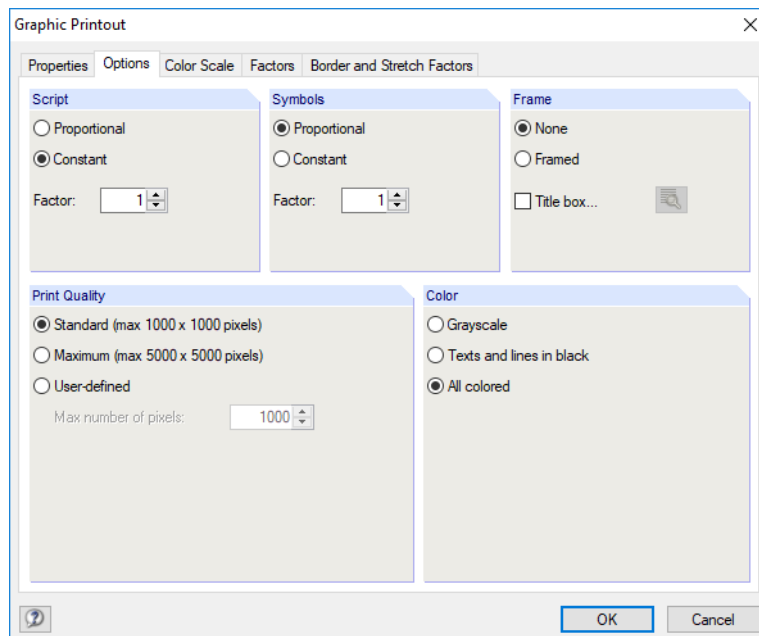 Graphic Printout
Properties Options Color Scale Factors Border and Stretch Factors
Script
Proportional
Constant
Factor: 1
Symbols
Proportional
Constant
Factor: 1
Frame
None
Framed
Title box...
Print Quality
Standard (max 1000 x 1000 pixels)
Maximum (max 5000 x 5000 pixels)
User-defined
Max number of pixels: 1000
Color
Grayscale
Texts and lines in black
All colored
OK Cancel